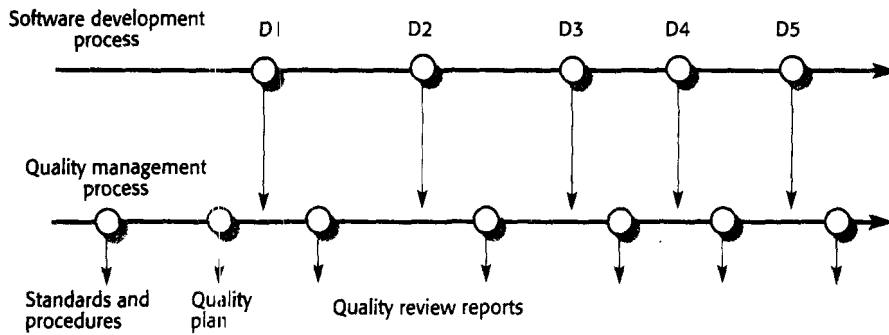 Software development
process
D1 D2 D3 D4 D5
Quality management
process
Standards and
procedures
Quality
plan
Quality review reports